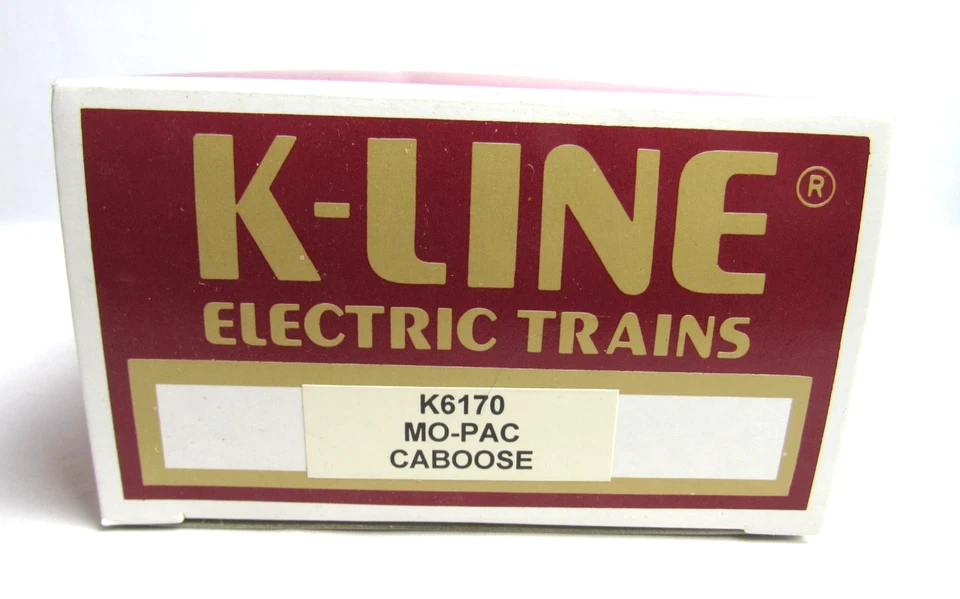 K-LINE®
ELECTRIC TRAINS
K6170
MO-PAC
CABOOSE